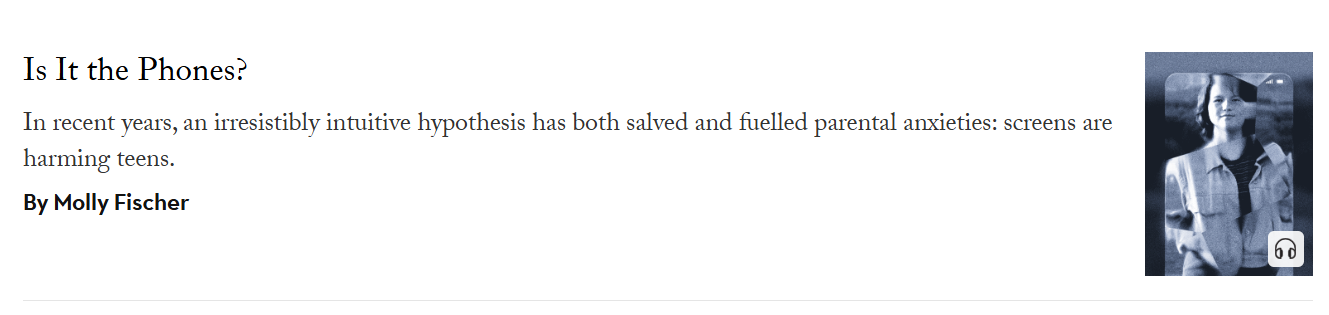 Is It the Phones?
In recent years, an irresistibly intuitive hypothesis has both salved and fuelled parental anxieties: screens are
harming teens.
By Molly Fischer